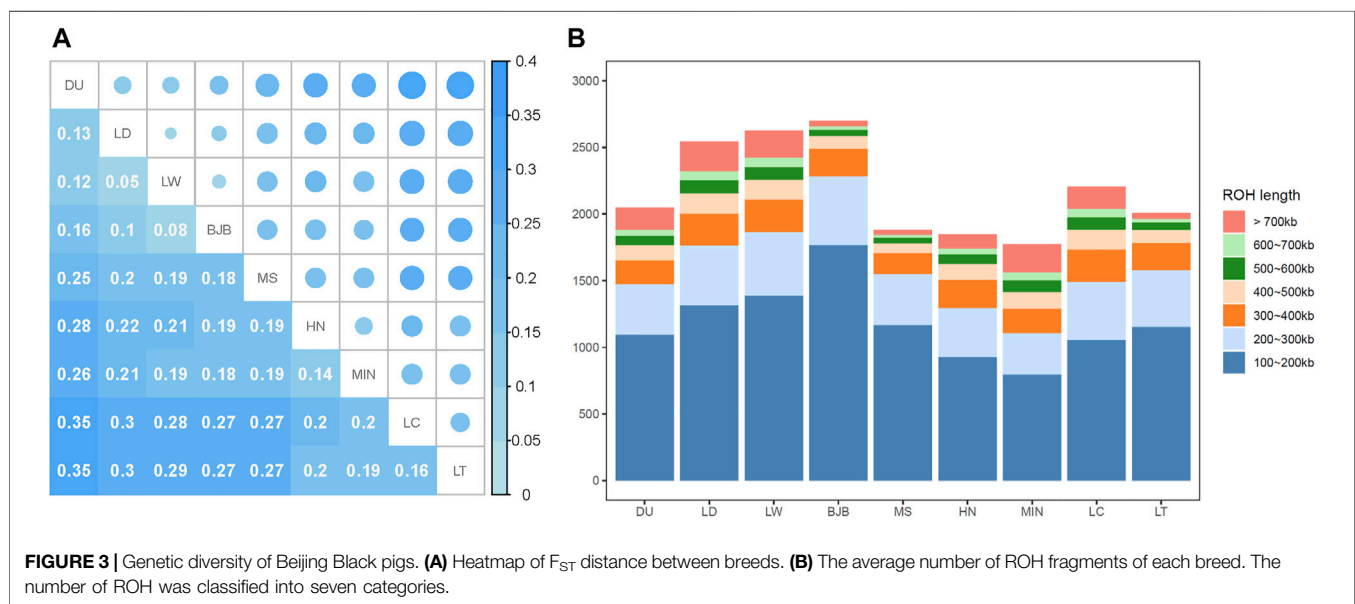 A
DU
0.13 LD
0.12 0.05 LW
0.16 0.1 0.08 BJB
0.25 0.2 0.19 0.18 MS
0.28 0.22 0.21 0.19 0.19 HN
0.26 0.21 0.19 0.18 0.19 0.14 MIN
0.35 0.3 0.28 0.27 0.27 0.2 0.2 LC
0.35 0.3 0.29 0.27 0.27 0.2 0.19 0.16 LT
0.4
0.35
0.3
0.25
0.2
0.15
0.1
0.05
0
B
3000
2500
2000
1500
1000
500
0
DU LD LW BJB MS HN MIN LC LT
ROH length
> 700kb
600~700kb
500~600kb
400~500kb
300~400kb
200~300kb
100~200kb
FIGURE 3 | Genetic diversity of Beijing Black pigs. (A) Heatmap of FST distance between breeds. (B) The average number of ROH fragments of each breed. The
number of ROH was classified into seven categories.